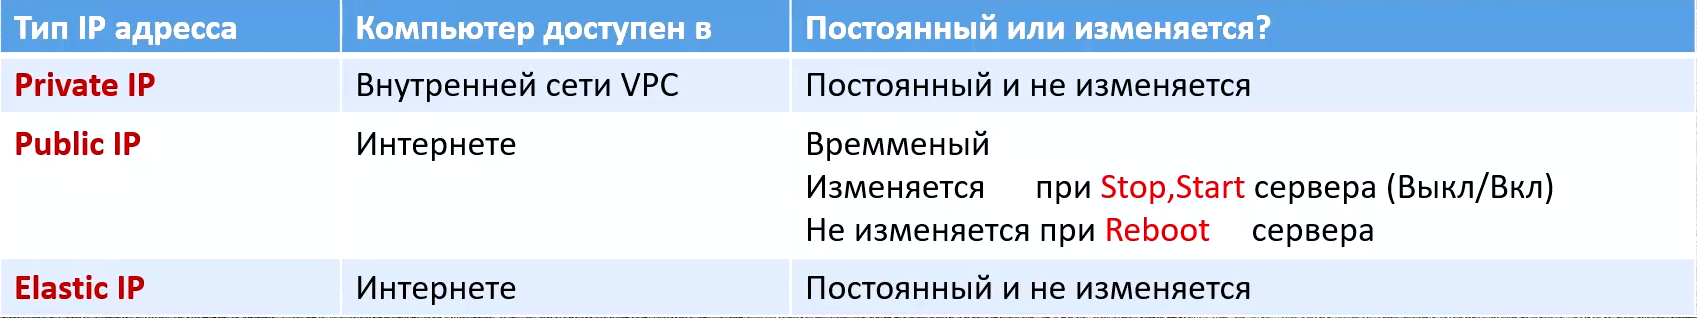 Тип IP адресса Компьютер доступен в Постоянный или изменяется?
Private IP Внутренней сети VPC Постоянный и не изменяется
Public IP Интернете Времменый
Изменяется при Stop,Start сервера (Выкл/Вкл)
Не изменяется при Reboot сервера
Elastic IP Интернете Постоянный и не изменяется